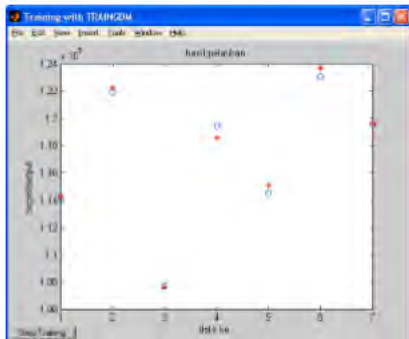 Training with TRAINGDM
File Edit View Insert Tools Window Help
hasil pelatihan
1.24
1.22
1.2
1.18
1.16
1.14
1.12
1.1
1.08
1.06
1 2 3 4 5 6 7
data ke
Stop Training